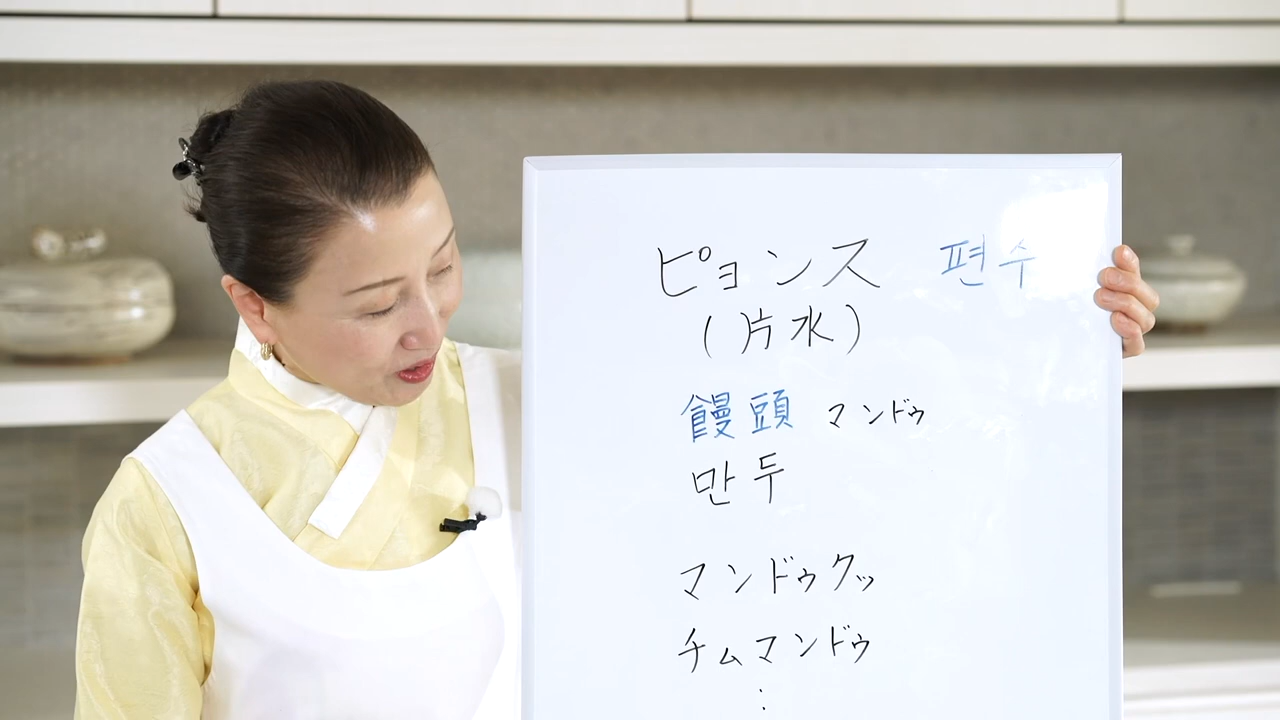 ピョンス 편수
(片水)
饅頭 マンドゥ
만두
マンドゥクッ
チムマンドゥ
⋮